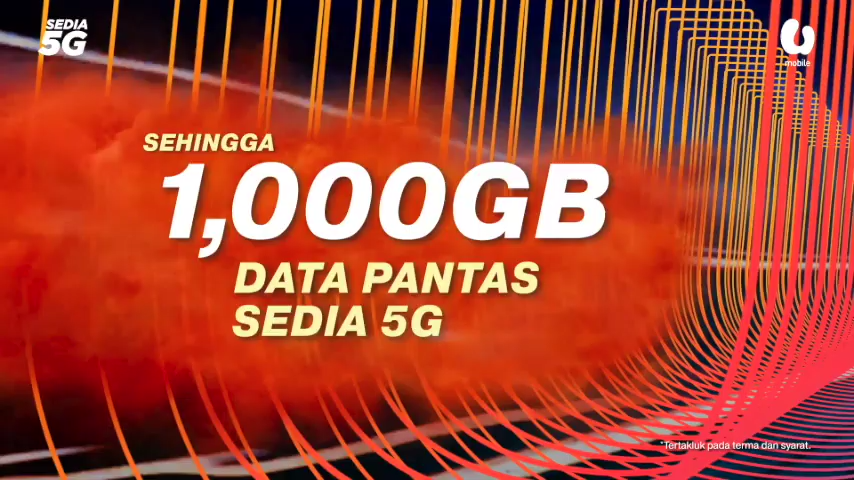 SEDIA
5G
mobile
SEHINGGA
1,000GB
DATA PANTAS
SEDIA 5G
*Tertakluk pada terma dan syarat.